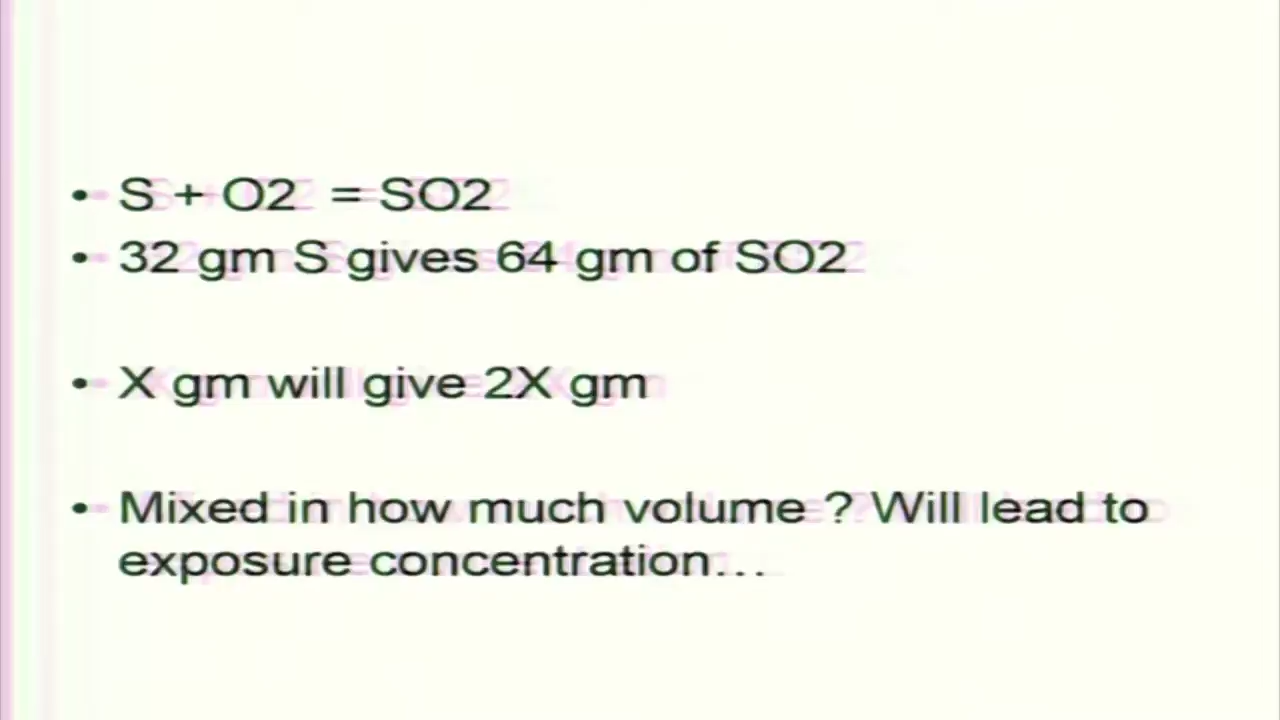 • S + O2 = SO2
• 32 gm S gives 64 gm of SO2
• X gm will give 2X gm
• Mixed in how much volume ? Will lead to
exposure concentration…